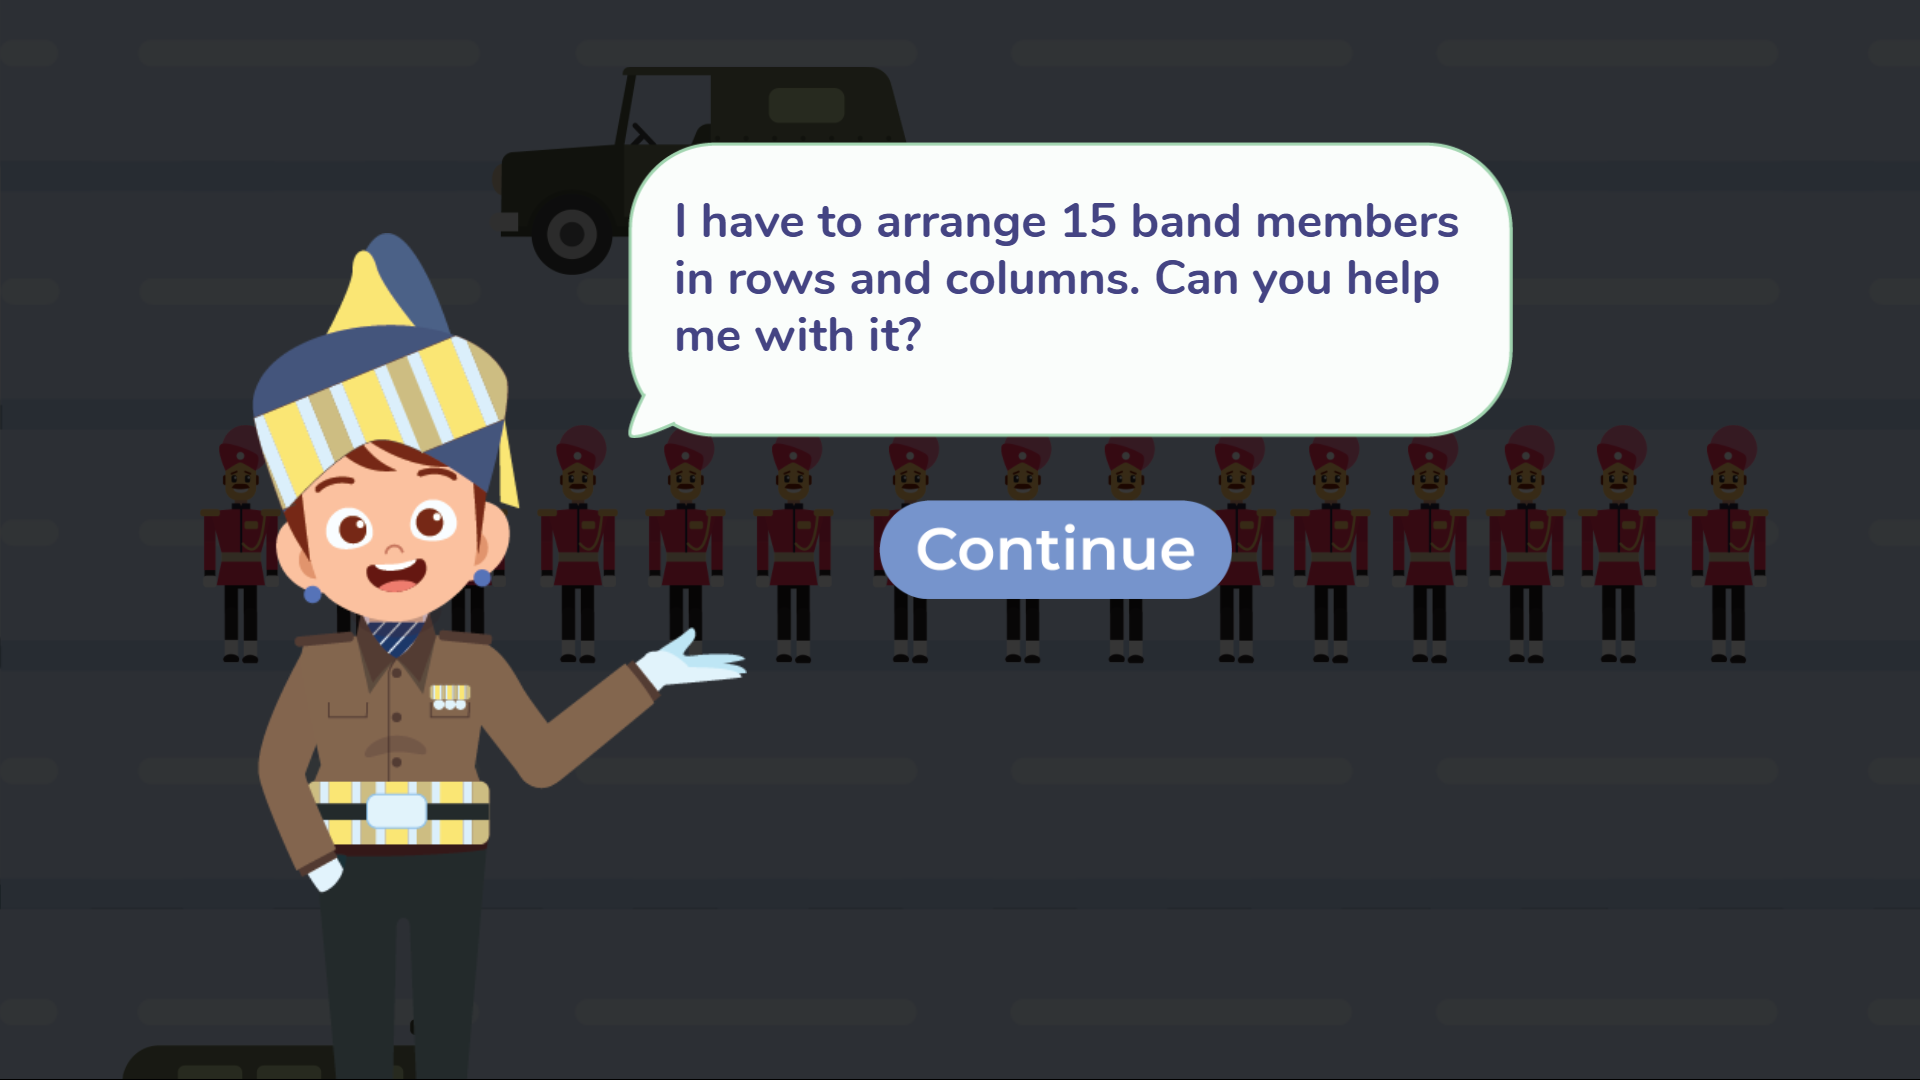 I have to arrange 15 band members
in rows and columns. Can you help
me with it?
Continue